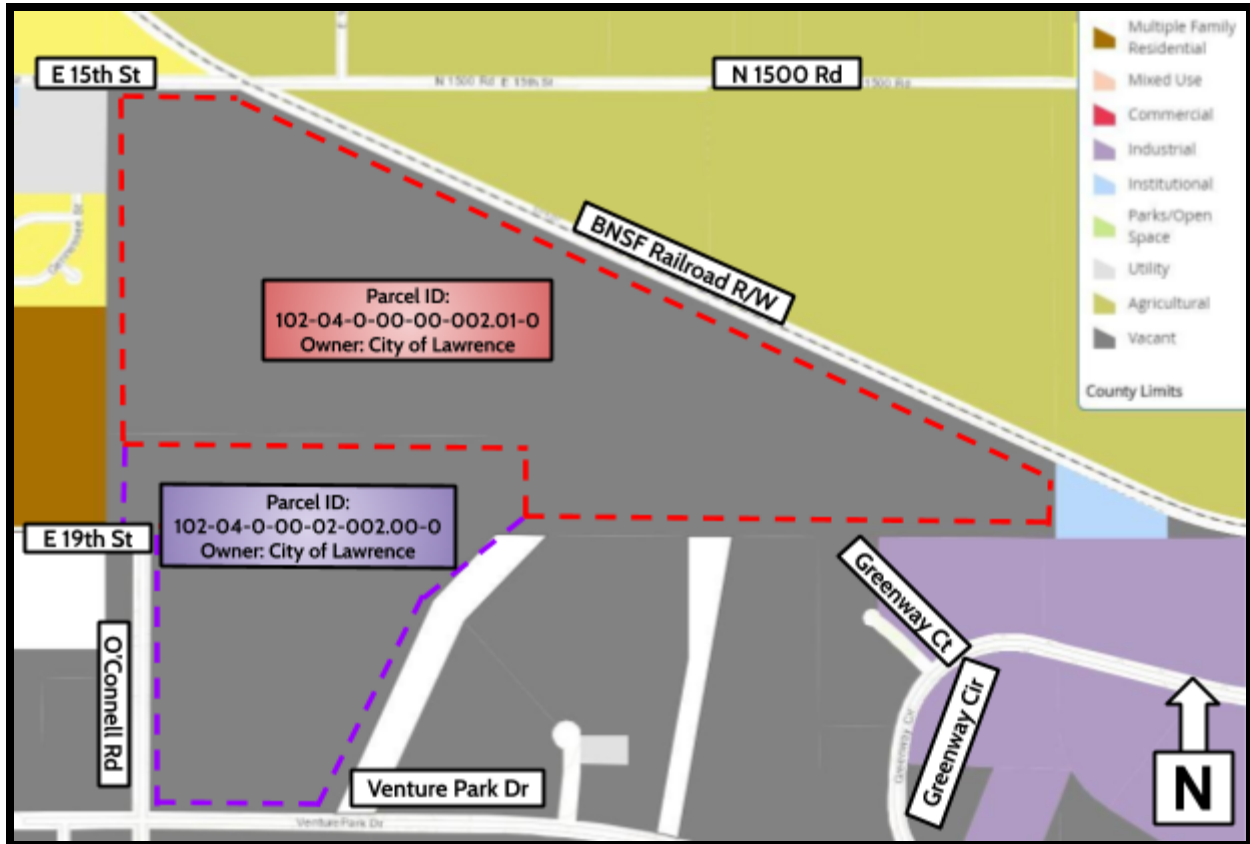 Multiple Family
Residential
Mixed Use
Commercial
Industrial
Institutional
Parks/Open
Space
Utility
Agricultural
Vacant
County Limits
E 15th St
N 1500 Rd E 15th St
N 1500 Rd
1500 Rd
BNSF Railroad R/W
Parcel ID:
102-04-0-00-00-002.01-0
Owner: City of Lawrence
Parcel ID:
102-04-0-00-02-002.00-0
Owner: City of Lawrence
E 19th St
O'Connell Rd
Greenway Ct
Greenway Cir
Greenway Cir
Venture Park Dr
Venture Park Dr
N